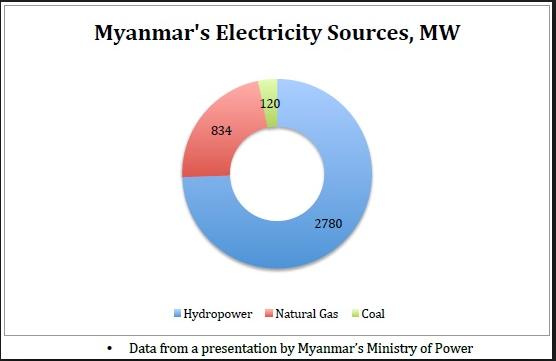 Myanmar's Electricity Sources, MW
120
834
2780
Hydropower Natural Gas Coal
• Data from a presentation by Myanmar's Ministry of Power